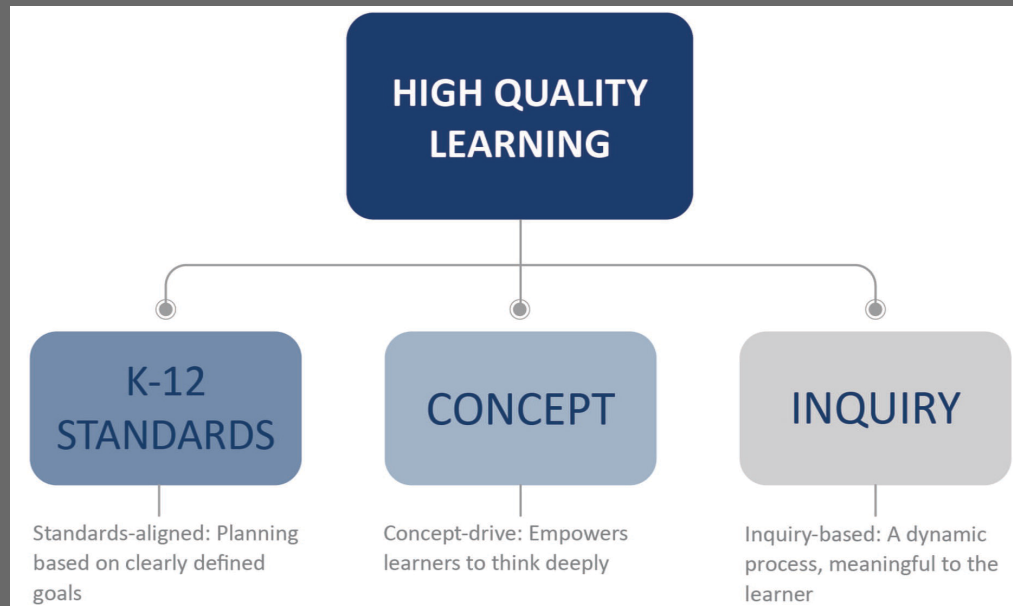 HIGH QUALITY
LEARNING
K-12
STANDARDS
CONCEPT
INQUIRY
Standards-aligned: Planning
based on clearly defined
goals
Concept-drive: Empowers
learners to think deeply
Inquiry-based: A dynamic
process, meaningful to the
learner